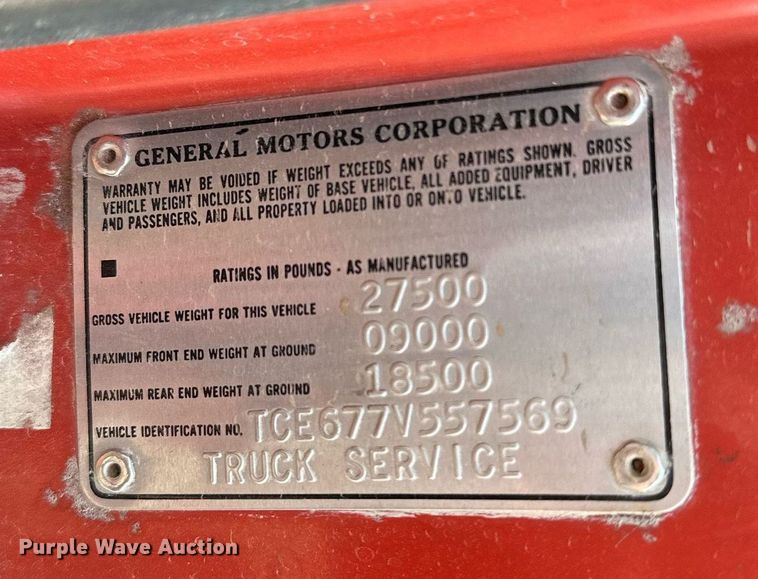 GENERAL MOTORS CORPORATION
WARRANTY MAY BE VOIDED IF WEIGHT EXCEEDS ANY OF RATINGS SHOWN. GROSS
VEHICLE WEIGHT INCLUDES WEIGHT OF BASE VEHICLE, ALL ADDED EQUIPMENT, DRIVER
AND PASSENGERS, AND ALL PROPERTY LOADED INTO OR ONTO VEHICLE.
RATINGS IN POUNDS - AS MANUFACTURED
GROSS VEHICLE WEIGHT FOR THIS VEHICLE 27500
MAXIMUM FRONT END WEIGHT AT GROUND 09000
MAXIMUM REAR END WEIGHT AT GROUND 18500
VEHICLE IDENTIFICATION NO. TCE677V557569
TRUCK SERVICE
Purple Wave Auction